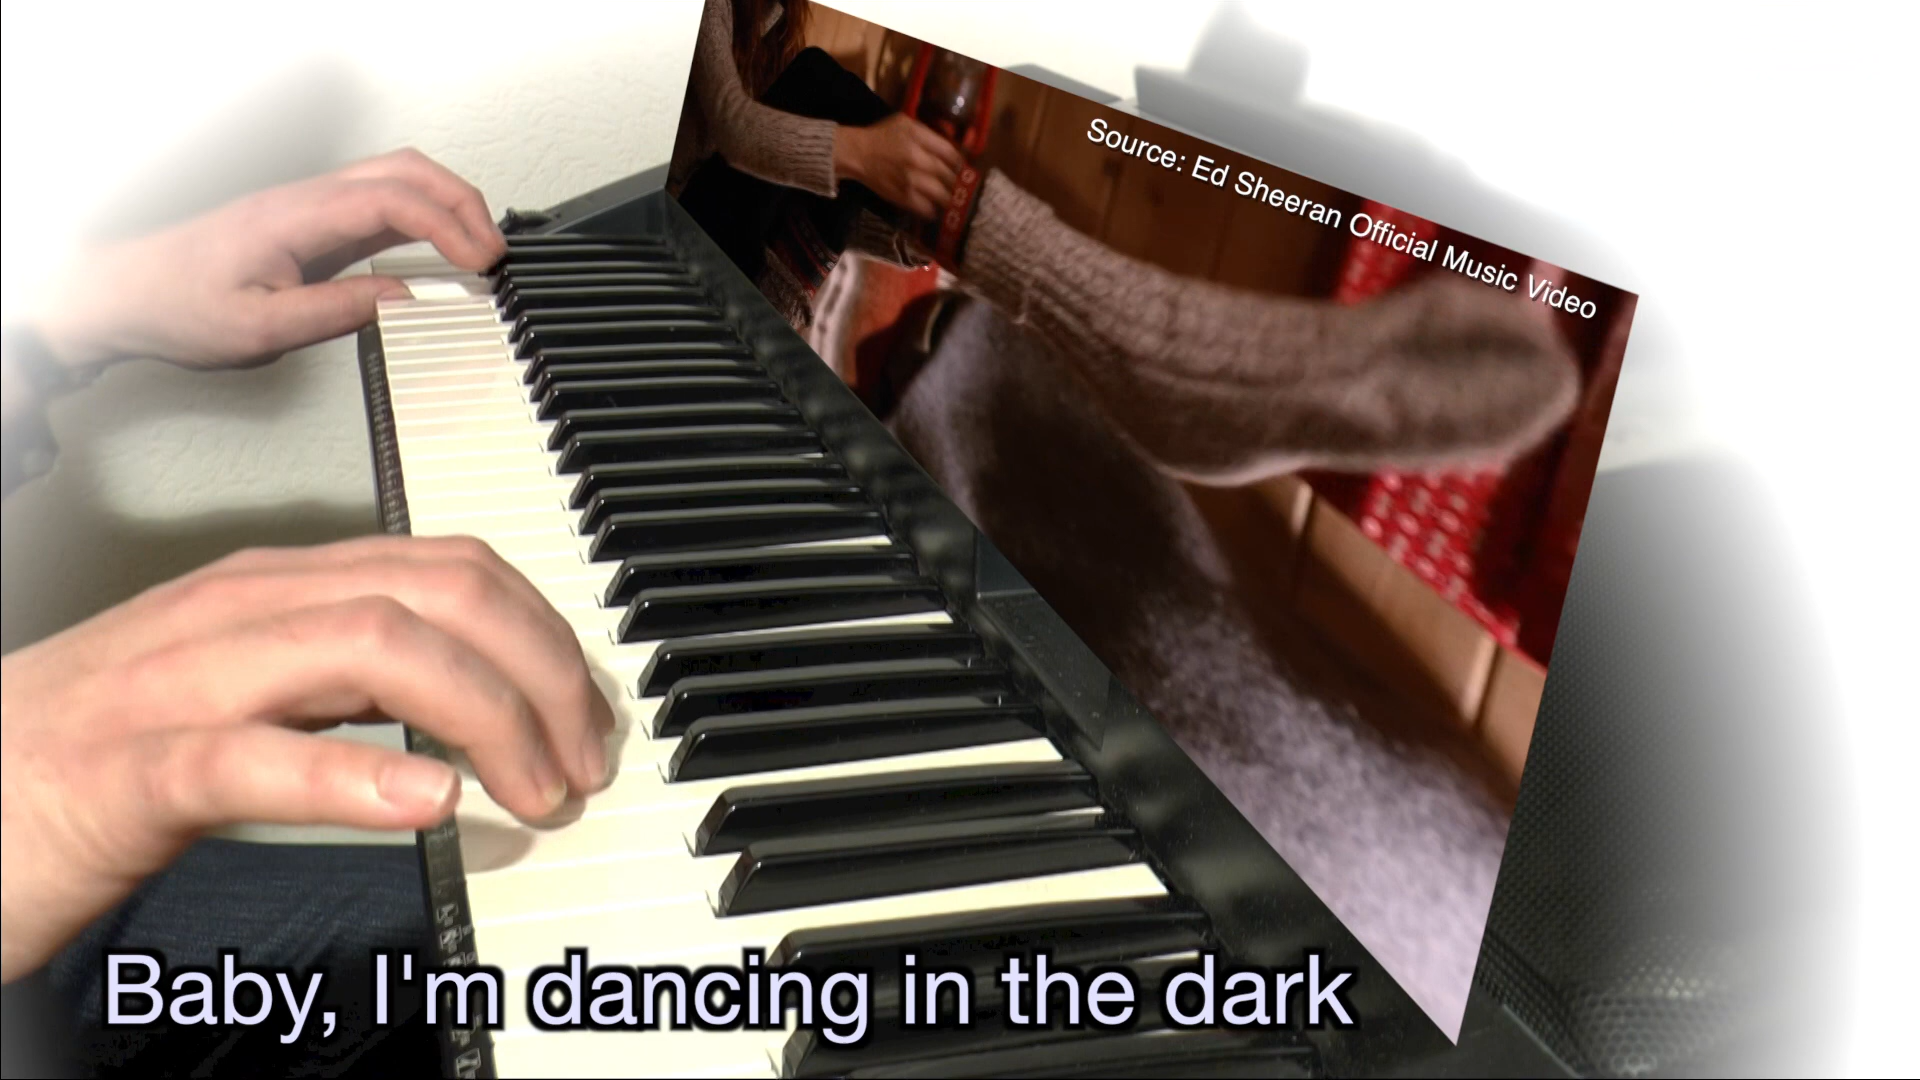 Source: Ed Sheeran Official Music Video
Baby, I'm dancing in the dark